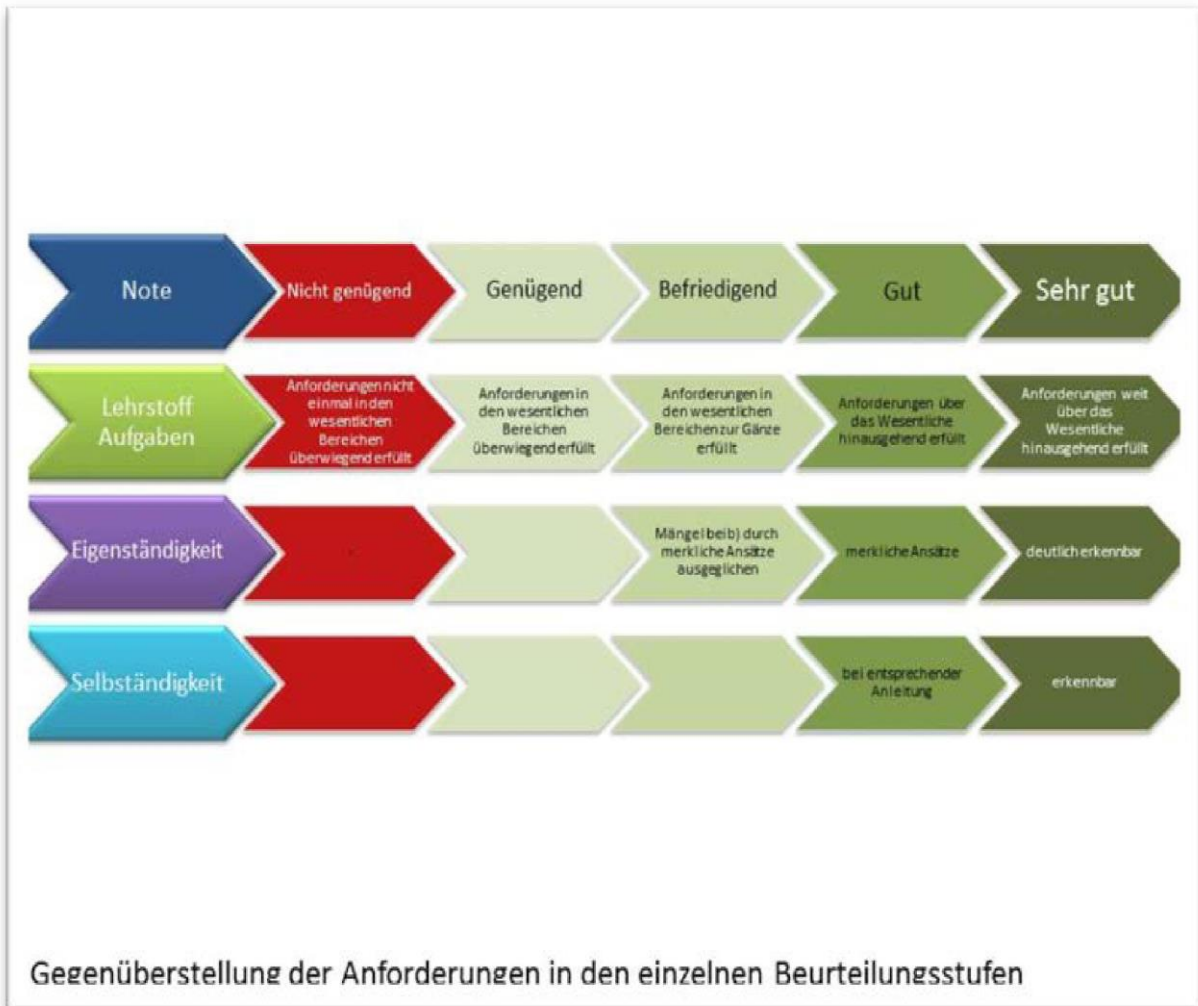 Note
Nicht genügend
Genügend
Befriedigend
Gut
Sehr gut
Lehrstoff
Aufgaben
Anforderungen nicht
einmal in den
wesentlichen
Bereichen
überwiegend erfüllt
Anforderungen in
den wesentlichen
Bereichen
überwiegend erfüllt
Anforderungen in
den wesentlichen
Bereichen zur Gänze
erfüllt
Anforderungen über
das Wesentliche
hinausgehend erfüllt
Anforderungen weit
über das
Wesentliche
hinausgehend erfüllt
Eigenständigkeit
Mängel bei b) durch
merkliche Ansätze
ausgeglichen
merkliche Ansätze
deutlich erkennbar
Selbständigkeit
bei entsprechender
Anleitung
erkennbar
Gegenüberstellung der Anforderungen in den einzelnen Beurteilungsstufen